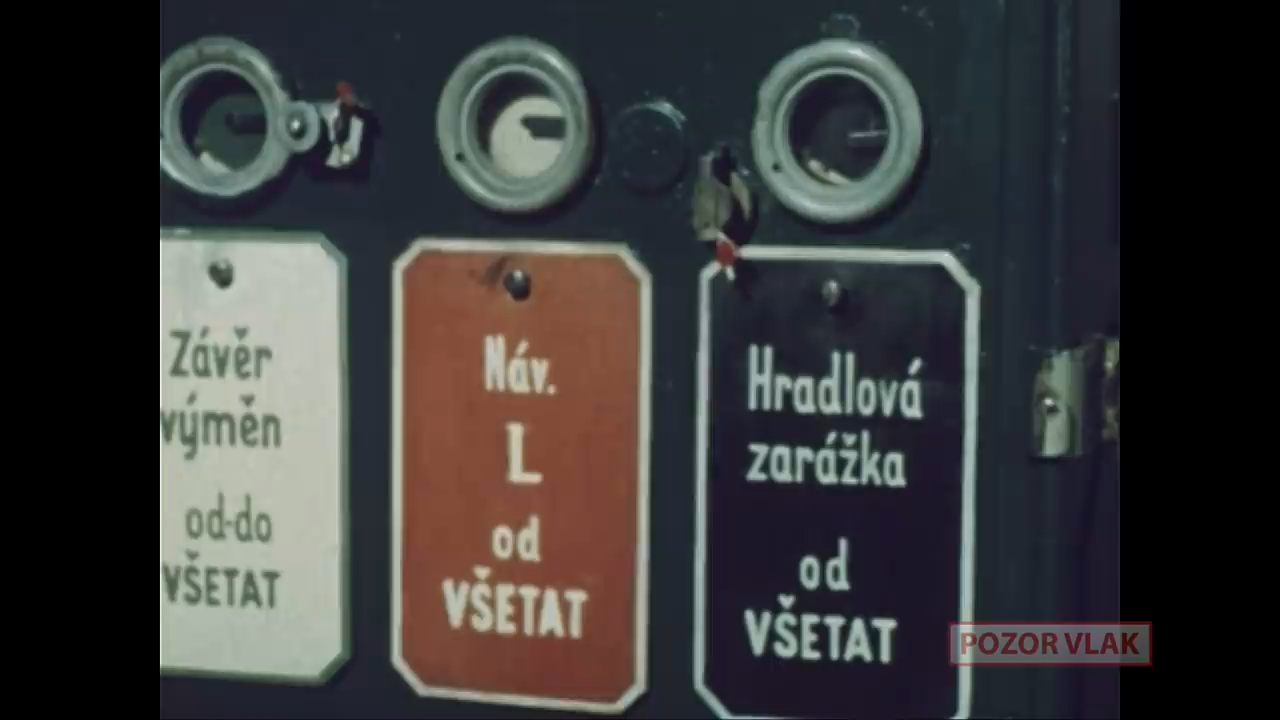 Závěr
výměn
od-do
VŠETAT
Náv.
L
od
VŠETAT
Hradlová
zarážka
od
VŠETAT
POZOR VLAK